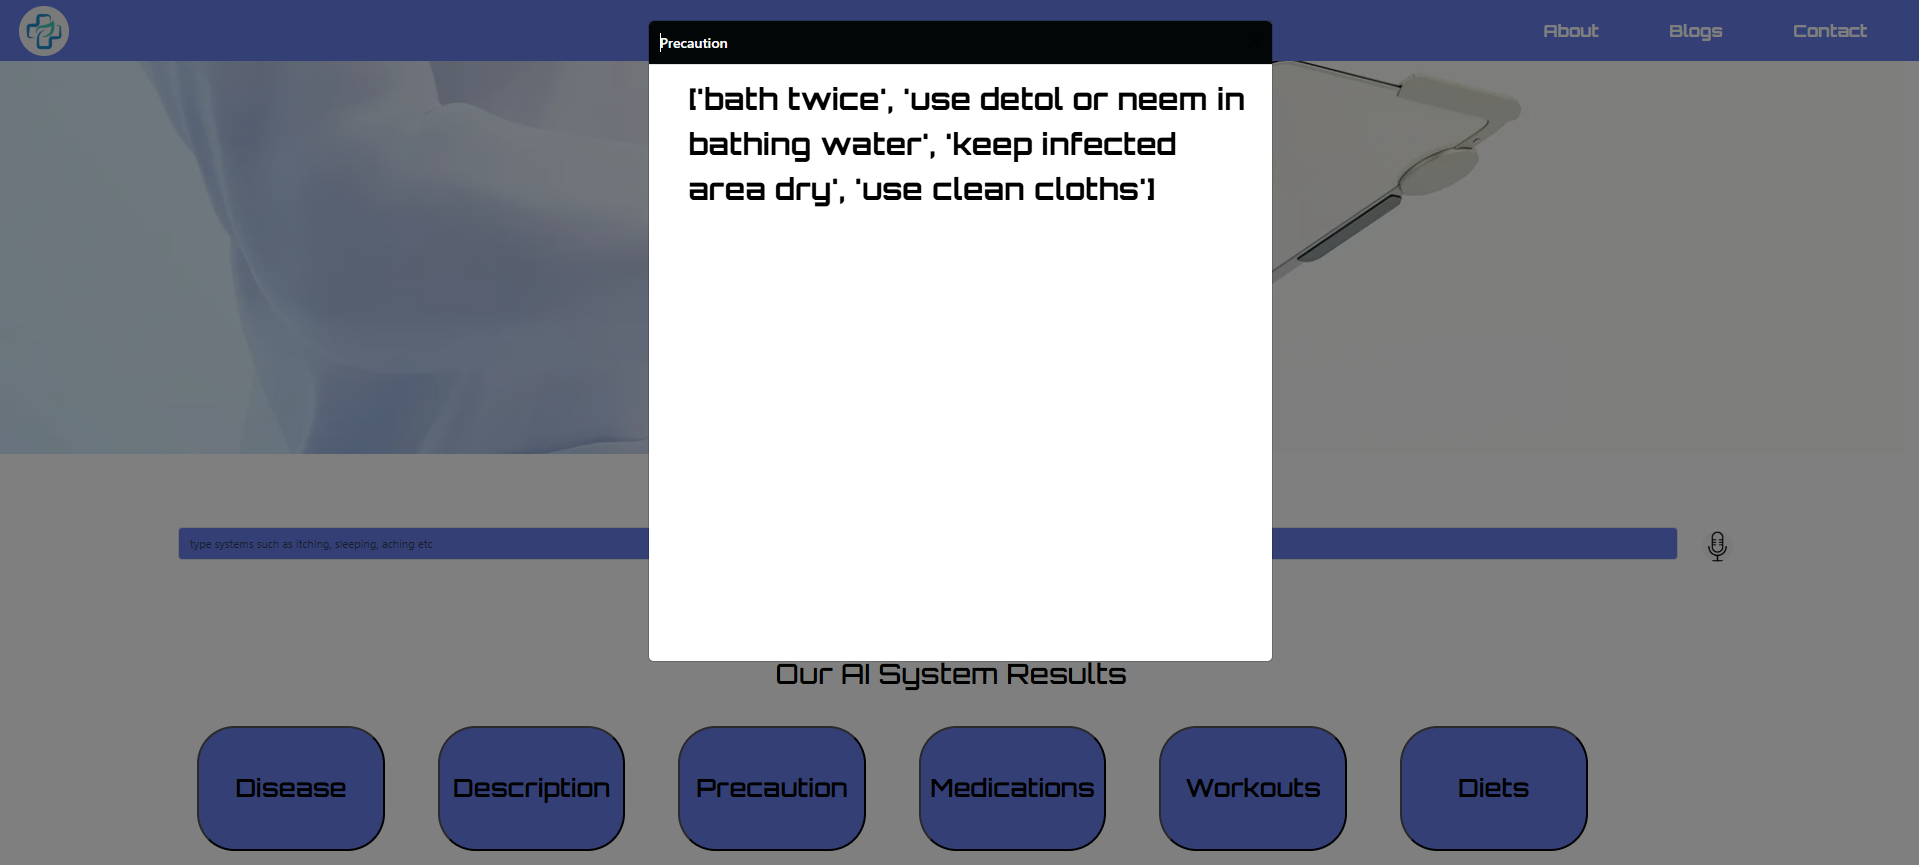 About Blogs Contact
Precaution
['bath twice', 'use detol or neem in
bathing water', 'keep infected
area dry', 'use clean cloths']
type systems such as itching, sleeping, aching etc
Our AI System Results
Disease Description Precaution Medications Workouts Diets